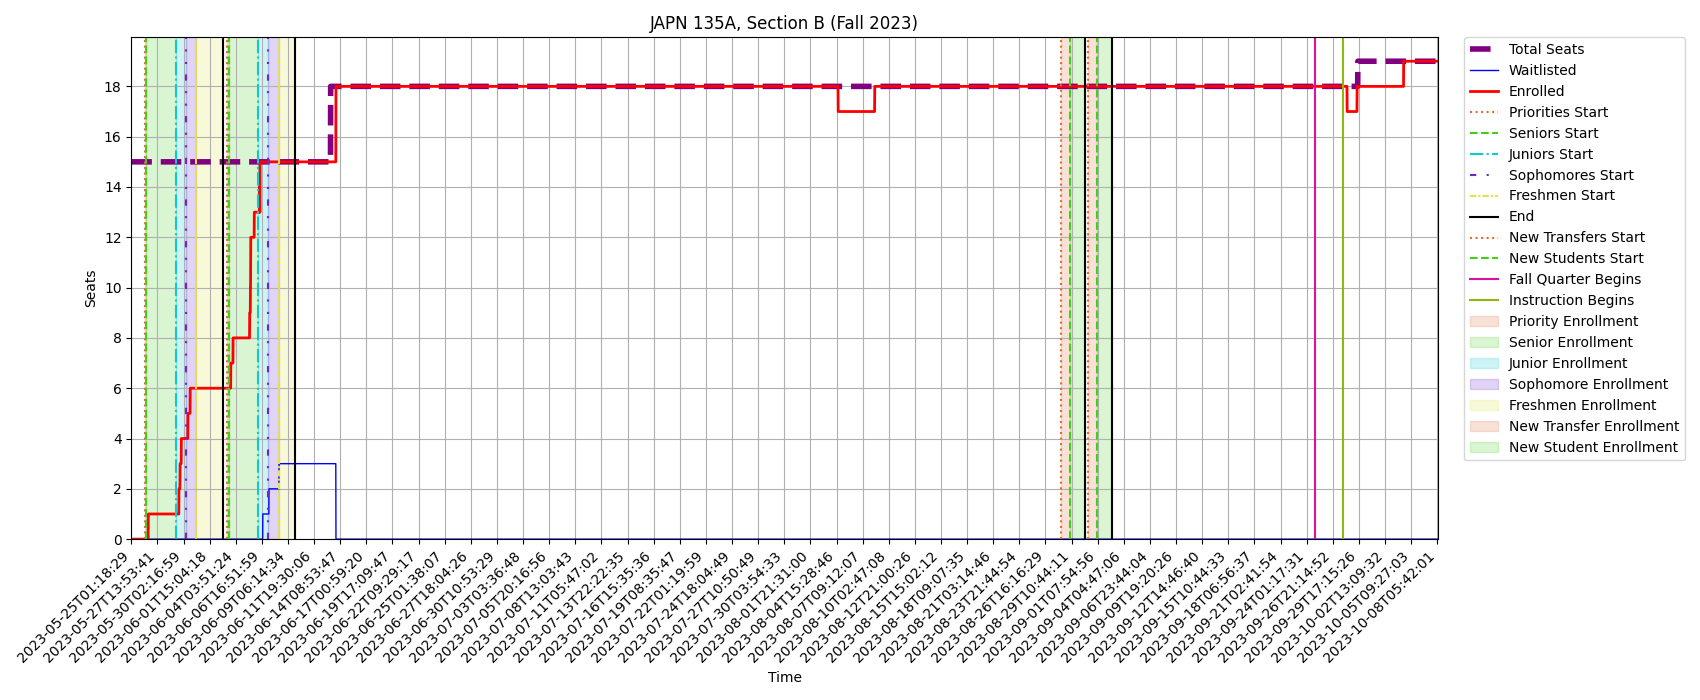 JAPN 135A, Section B (Fall 2023)
Seats
18
16
14
12
10
8
6
4
2
0
2023-05-25T01:18:29
2023-05-27T13:53:41
2023-05-30T02:16:59
2023-06-01T15:04:18
2023-06-04T03:51:24
2023-06-06T16:51:59
2023-06-09T06:14:34
2023-06-11T19:30:06
2023-06-14T08:53:47
2023-06-17T00:59:20
2023-06-19T17:09:47
2023-06-22T09:29:17
2023-06-25T01:38:07
2023-06-27T18:04:26
2023-06-30T10:53:29
2023-07-03T03:36:48
2023-07-05T20:16:56
2023-07-08T13:03:43
2023-07-11T05:47:02
2023-07-13T22:22:35
2023-07-16T15:35:36
2023-07-19T08:35:47
2023-07-22T01:19:59
2023-07-24T18:04:49
2023-07-27T10:50:49
2023-07-30T03:54:33
2023-08-01T21:31:00
2023-08-04T15:28:46
2023-08-07T09:12:07
2023-08-10T02:47:08
2023-08-12T21:00:26
2023-08-15T15:02:12
2023-08-18T09:07:35
2023-08-21T03:14:46
2023-08-23T21:44:54
2023-08-26T16:16:29
2023-08-29T10:44:11
2023-09-01T07:54:56
2023-09-04T04:47:06
2023-09-06T23:44:04
2023-09-09T19:20:26
2023-09-12T14:46:40
2023-09-15T10:44:33
2023-09-18T06:56:37
2023-09-21T02:41:54
2023-09-24T01:17:31
2023-09-26T21:14:52
2023-09-29T17:15:26
2023-10-02T13:09:32
2023-10-05T09:27:03
2023-10-08T05:42:01
Time
Total Seats
Waitlisted
Enrolled
Priorities Start
Seniors Start
Juniors Start
Sophomores Start
Freshmen Start
End
New Transfers Start
New Students Start
Fall Quarter Begins
Instruction Begins
Priority Enrollment
Senior Enrollment
Junior Enrollment
Sophomore Enrollment
Freshmen Enrollment
New Transfer Enrollment
New Student Enrollment